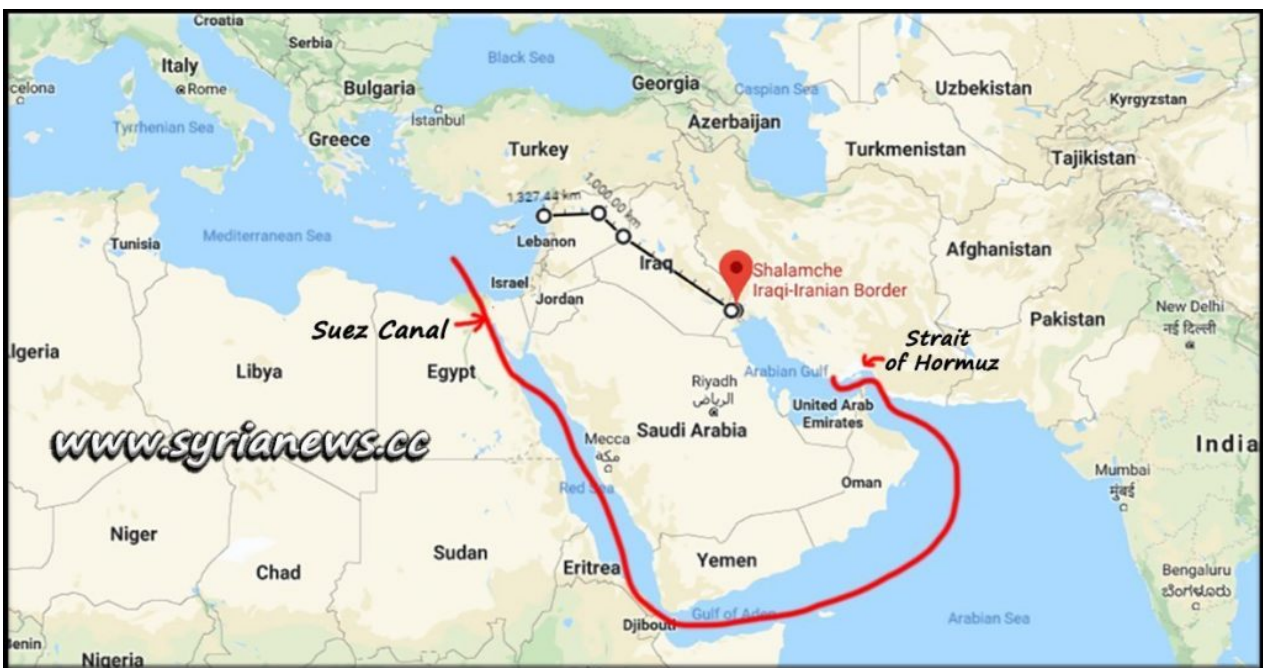 Croatia
Serbia
Black Sea
Italy
Rome
celona
Bulgaria
Georgia
Caspian Sea
Uzbekistan
Kyrgyzstan
Tyrrhenian Sea
Greece
İstanbul
Azerbaijan
Turkey
Turkmenistan
Tajikistan
1,327.44 km
1,000.00 km
Tunisia
Mediterranean Sea
Lebanon
Iraq
Afghanistan
Israel
Jordan
Shalamche
Iraqi-Iranian Border
New Delhi
नई दिल्ली
Suez Canal
Pakistan
Strait
of Hormuz
lgeria
Libya
Egypt
Arabian Gulf
Riyadh
الرياض
United Arab
Emirates
www.syrianews.cc
Mecca
مكة
Saudi Arabia
India
Mumbai
मुंबई
Red Sea
Oman
Niger
Sudan
Chad
Eritrea
Yemen
Bengaluru
ಬೆಂಗಳೂರು
Djibouti
Gulf of Aden
Arabian Sea
enin
Nigeria